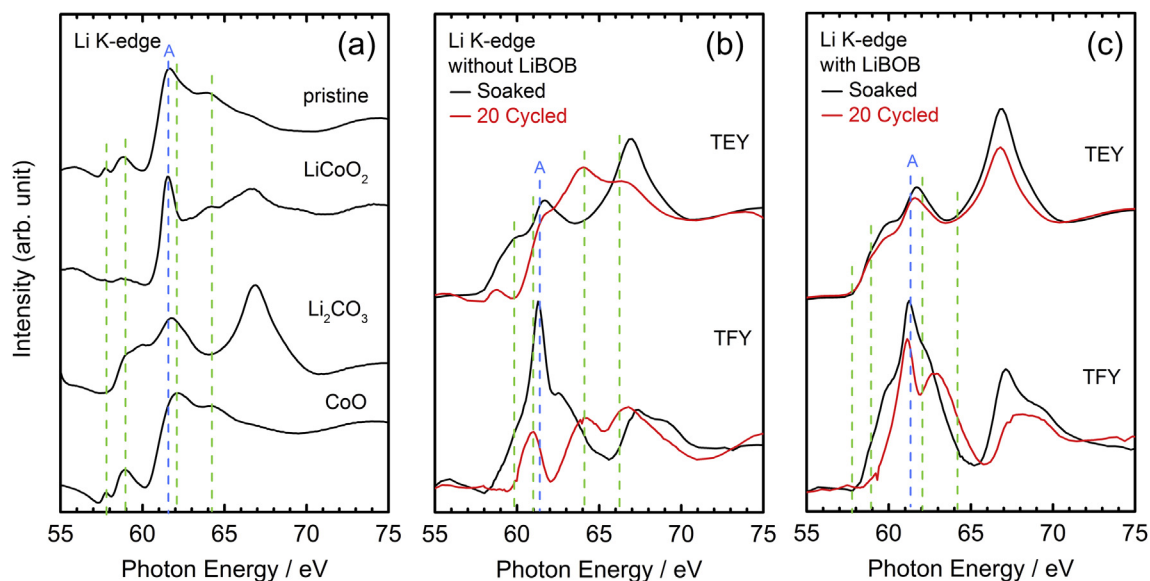 Intensity (arb. unit)
Li K-edge
(a)
A
pristine
LiCoO2
Li2CO3
CoO
55 60 65 70 75
Photon Energy / eV
Li K-edge
(b)
without LiBOB
Soaked
20 Cycled
TEY
A
TFY
55 60 65 70 75
Photon Energy / eV
Li K-edge
(c)
with LiBOB
Soaked
20 Cycled
TEY
A
TFY
55 60 65 70 75
Photon Energy / eV